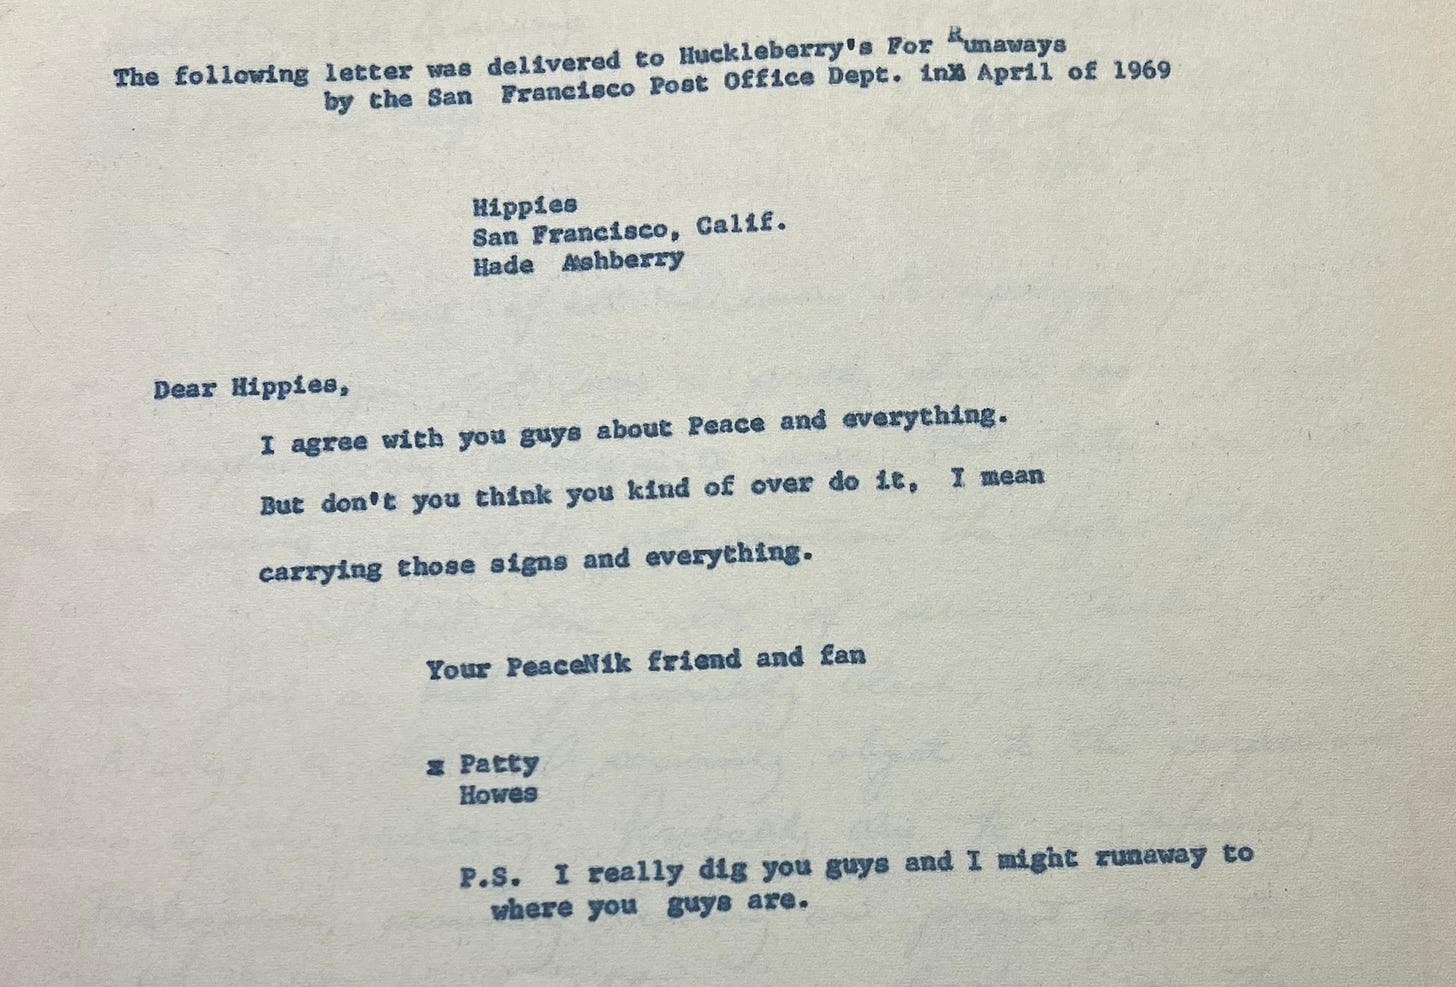 The following letter was delivered to Huckleberry's For Runaways
by the San Francisco Post Office Dept. inx April of 1969
Hippies
San Francisco, Calif.
Hade Ashberry
Dear Hippies,
I agree with you guys about Peace and everything.
But don't you think you kind of over do it, I mean
carrying those signs and everything.
Your PeaceNik friend and fan
x Patty
Howes
P.S. I really dig you guys and I might runaway to
where you guys are.